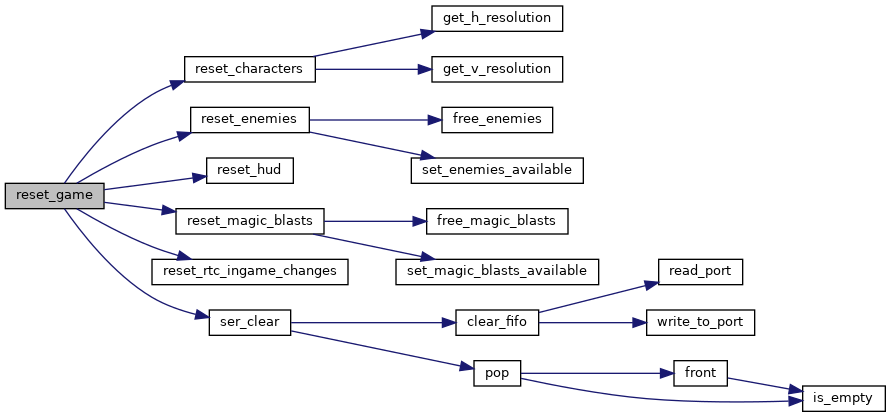 get_h_resolution
reset_characters
get_v_resolution
reset_enemies
free_enemies
reset_hud
set_enemies_available
reset_game
reset_magic_blasts
free_magic_blasts
reset_rtc_ingame_changes
set_magic_blasts_available
read_port
ser_clear
clear_fifo
write_to_port
pop
front
is_empty